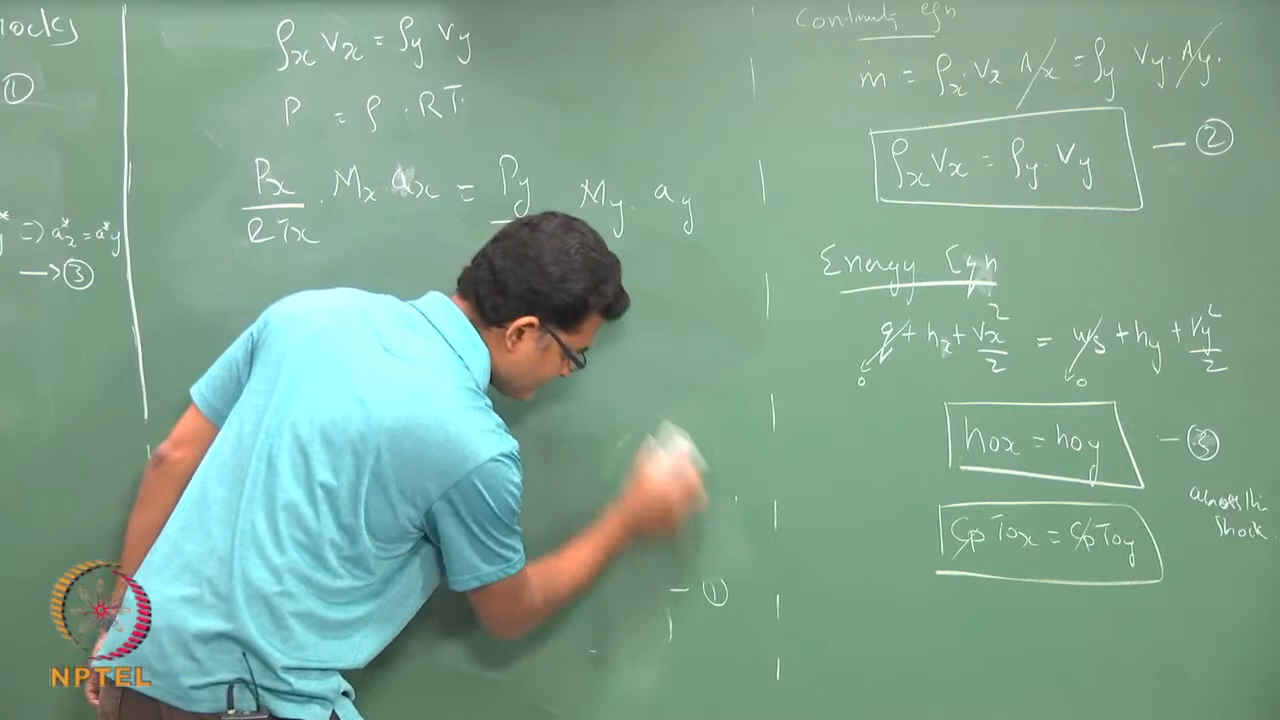 ①
* => a*x = a*y
—> ③
ρx Vx = ρy Vy
P = ρ . RT.
Px/RTx . Mx ax = Py My . ay
— ①
Continuity eqn
ṁ = ρx . Vx Ax = ρy Vy . Ay .
ρx Vx = ρy . Vy — ②
Energy Eqn
q + hx + Vx²/2 = ws + hy + Vy²/2
0 0
hox = hoy — ③
across the
shock
Cp Tox = Cp Toy
NPTEL